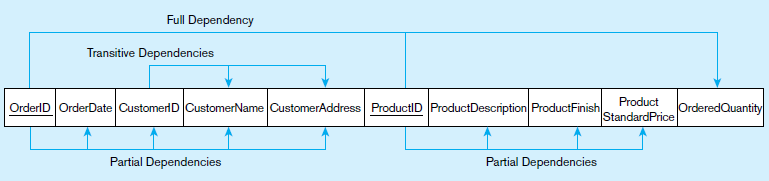 Full Dependency
Transitive Dependencies
OrderID OrderDate CustomerID CustomerName CustomerAddress ProductID ProductDescription ProductFinish Product StandardPrice OrderedQuantity
Partial Dependencies Partial Dependencies